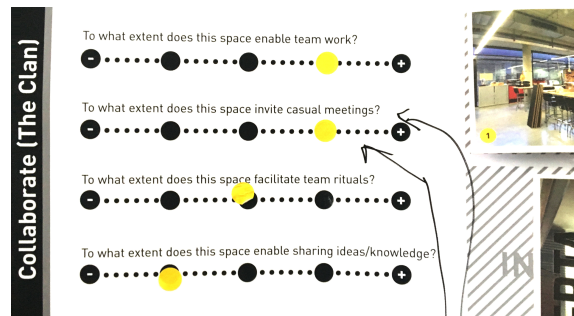 Collaborate (The Clan)
To what extent does this space enable team work?
- +
To what extent does this space invite casual meetings?
- +
To what extent does this space facilitate team rituals?
- +
To what extent does this space enable sharing ideas/knowledge?
- +
1
IN